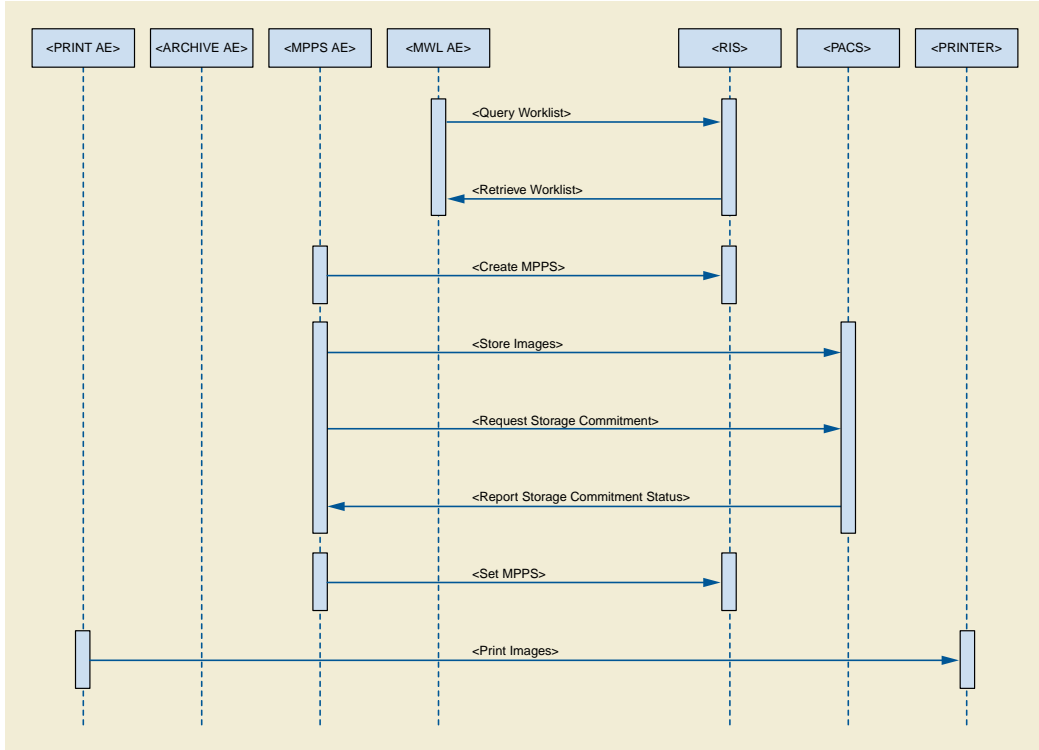 <PRINT AE> <ARCHIVE AE> <MPPS AE> <MWL AE> <RIS> <PACS> <PRINTER>
<Query Worklist>
<Retrieve Worklist>
<Create MPPS>
<Store Images>
<Request Storage Commitment>
<Report Storage Commitment Status>
<Set MPPS>
<Print Images>